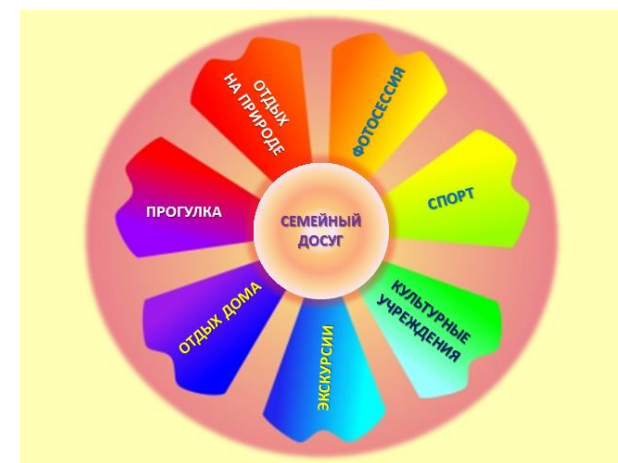 СЕМЕЙНЫЙ
ДОСУГ
ОТДЫХ
НА ПРИРОДЕ
ФОТОСЕССИЯ
СПОРТ
КУЛЬТУРНЫЕ
УЧРЕЖДЕНИЯ
ЭКСКУРСИИ
ОТДЫХ ДОМА
ПРОГУЛКА